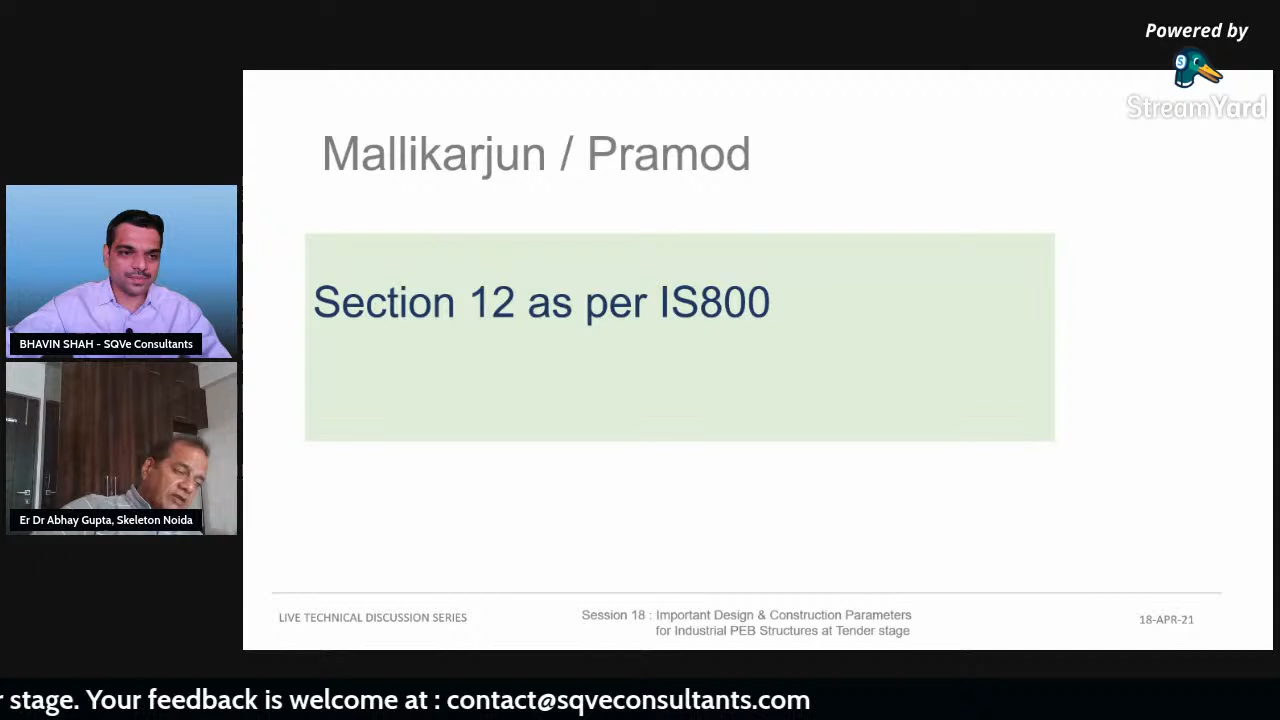 Powered by
StreamYard
Mallikarjun / Pramod
Section 12 as per IS800
BHAVIN SHAH - SQVe Consultants
Er Dr Abhay Gupta, Skeleton Noida
LIVE TECHNICAL DISCUSSION SERIES
Session 18 : Important Design & Construction Parameters
for Industrial PEB Structures at Tender stage
18-APR-21
r stage. Your feedback is welcome at : contact@sqveconsultants.com